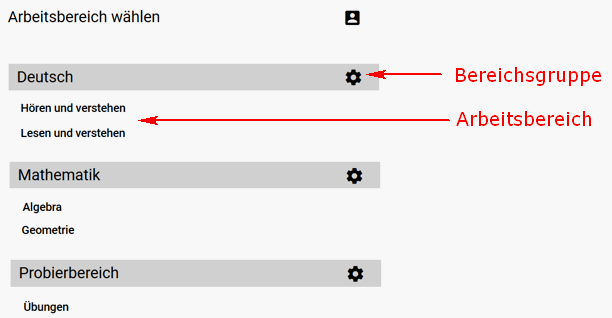 Arbeitsbereich wählen
Deutsch
Bereichsgruppe
Hören und verstehen
Arbeitsbereich
Lesen und verstehen
Mathematik
Algebra
Geometrie
Probierbereich
Übungen